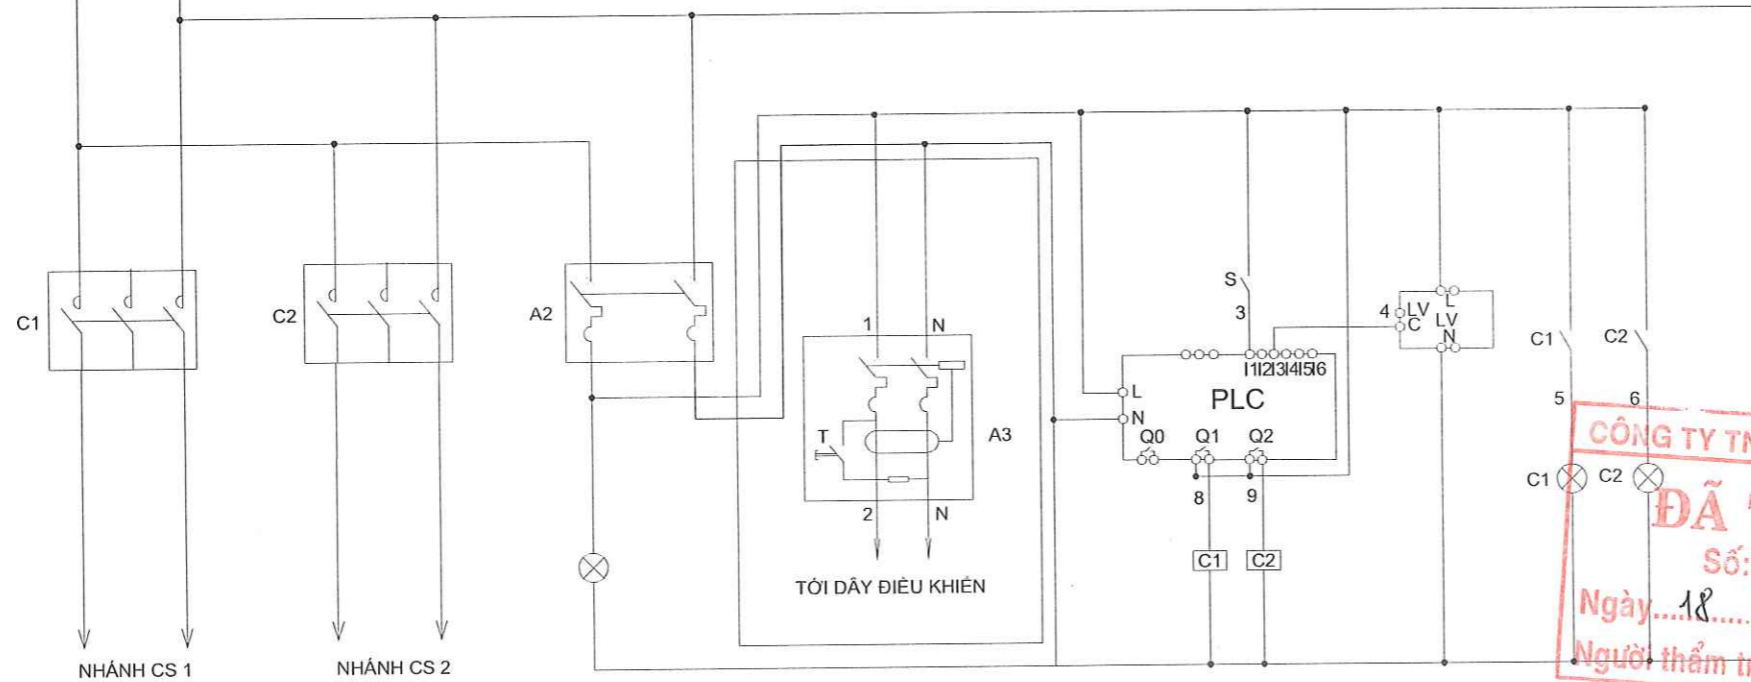 C1
C2
A2
1
N
T
A3
2
N
TỚI DÂY ĐIỀU KHIỂN
S
3
I1I2I3I4I5I6
PLC
L
N
Q0
Q1
Q2
8
9
C1
C2
4
LV
C
L
LV
N
C1
C2
5
6
C1
C2
CÔNG TY
ĐÃ
Số:
Ngày....18......
Người thẩm
NHÁNH CS 1
NHÁNH CS 2